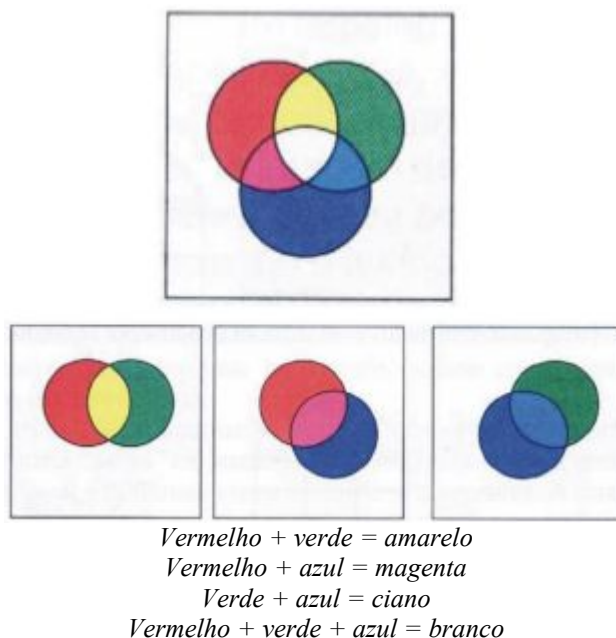 Vermelho + verde = amarelo
Vermelho + azul = magenta
Verde + azul = ciano
Vermelho + verde + azul = branco